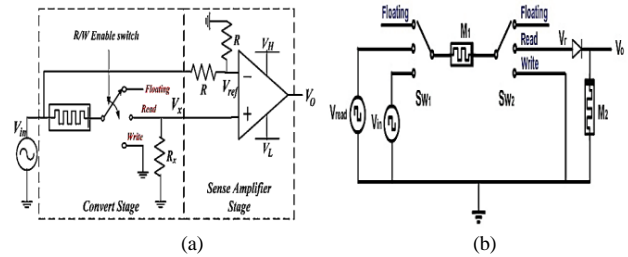 R/W Enable switch
R
V_H
Floating
R
V_ref
Read
V_x
V_in
V_O
Write
R_x
V_L
Convert Stage
Sense Amplifier
Stage
(a)
Floating
M_1
Floating
Read
V_r
V_o
Write
Sw_1
Sw_2
V_read
V_in
M_2
(b)